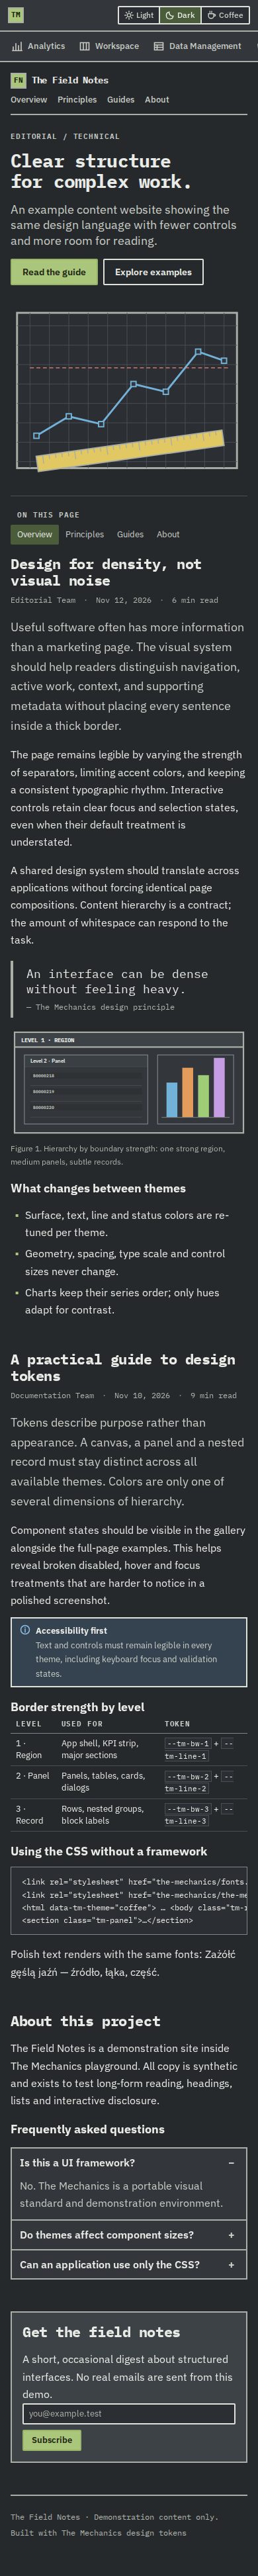 TM
Light Dark Coffee
Analytics Workspace Data Management
FN The Field Notes
Overview Principles Guides About
EDITORIAL / TECHNICAL
Clear structure
for complex work.
An example content website showing the
same design language with fewer controls
and more room for reading.
Read the guide Explore examples
ON THIS PAGE
Overview Principles Guides About
Design for density, not
visual noise
Editorial Team · Nov 12, 2026 · 6 min read
Useful software often has more information
than a marketing page. The visual system
should help readers distinguish navigation,
active work, context, and supporting
metadata without placing every sentence
inside a thick border.
The page remains legible by varying the strength
of separators, limiting accent colors, and keeping
a consistent typographic rhythm. Interactive
controls retain clear focus and selection states,
even when their default treatment is
understated.
A shared design system should translate across
applications without forcing identical page
compositions. Content hierarchy is a contract;
the amount of whitespace can respond to the
task.
An interface can be dense
without feeling heavy.
— The Mechanics design principle
LEVEL 1 · REGION
Level 2 · Panel
Figure 1. Hierarchy by boundary strength: one strong region,
medium panels, subtle records.
What changes between themes
▪ Surface, text, line and status colors are re-
tuned per theme.
▪ Geometry, spacing, type scale and control
sizes never change.
▪ Charts keep their series order; only hues
adapt for contrast.
A practical guide to design
tokens
Documentation Team · Nov 10, 2026 · 9 min read
Tokens describe purpose rather than
appearance. A canvas, a panel and a nested
record must stay distinct across all
available themes. Colors are only one of
several dimensions of hierarchy.
Component states should be visible in the gallery
alongside the full-page examples. This helps
reveal broken disabled, hover and focus
treatments that are harder to notice in a
polished screenshot.
Accessibility first
Text and controls must remain legible in every
theme, including keyboard focus and validation
states.
Border strength by level
LEVEL USED FOR TOKEN
1 · Region App shell, KPI strip, major sections --tm-bw-1 + --tm-line-1
2 · Panel Panels, tables, cards, dialogs --tm-bw-2 + --tm-line-2
3 · Record Rows, nested groups, block labels --tm-bw-3 + --tm-line-3
Using the CSS without a framework
<link rel="stylesheet" href="the-mechanics/fonts.
<link rel="stylesheet" href="the-mechanics/the-me
<html data-tm-theme="coffee"> … <body class="tm-r
<section class="tm-panel">…</section>
Polish text renders with the same fonts: Zażółć
gęślą jaźń — źródło, łąka, część.
About this project
The Field Notes is a demonstration site inside
The Mechanics playground. All copy is synthetic
and exists to test long-form reading, headings,
lists and interactive disclosure.
Frequently asked questions
Is this a UI framework? −
No. The Mechanics is a portable visual
standard and demonstration environment.
Do themes affect component sizes? +
Can an application use only the CSS? +
Get the field notes
A short, occasional digest about structured
interfaces. No real emails are sent from this
demo.
you@example.test
Subscribe
The Field Notes · Demonstration content only.
Built with The Mechanics design tokens